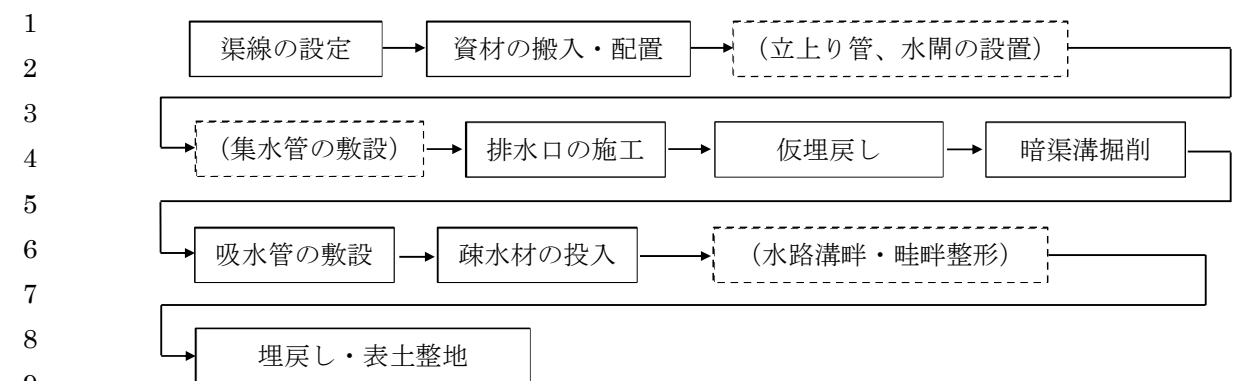 1
渠線の設定 資材の搬入・配置 （立上り管、水閘の設置）
2
3
（集水管の敷設） 排水口の施工 仮埋戻し 暗渠溝掘削
4
5
吸水管の敷設 疎水材の投入 （水路溝畔・畦畔整形）
6
7
8
埋戻し・表土整地